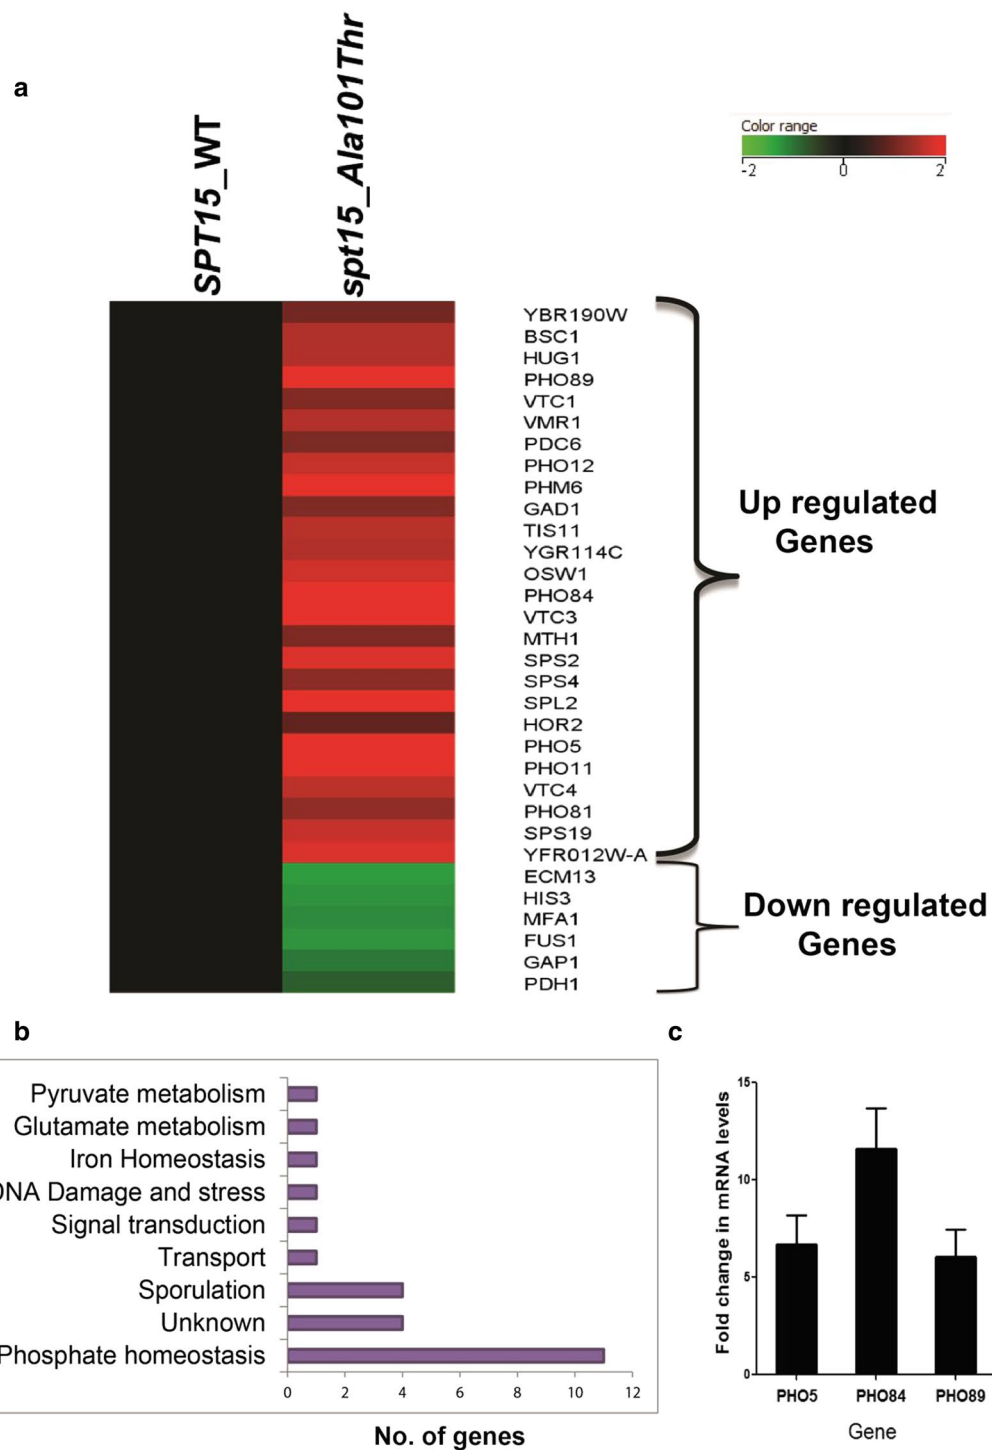 a
SPT15_WT
spt15_Ala101Thr
Color range
-2 0 2
YBR190W
BSC1
HUG1
PHO89
VTC1
VMR1
PDC6
PHO12
PHM6
GAD1
TIS11
YGR114C
OSW1
PHO84
VTC3
MTH1
SPS2
SPS4
SPL2
HOR2
PHO5
PHO11
VTC4
PHO81
SPS19
YFR012W-A
ECM13
HIS3
MFA1
FUS1
GAP1
PDH1
Up regulated
Genes
Down regulated
Genes
b
Pyruvate metabolism
Glutamate metabolism
Iron Homeostasis
DNA Damage and stress
Signal transduction
Transport
Sporulation
Unknown
Phosphate homeostasis
0 2 4 6 8 10 12
No. of genes
c
Fold change in mRNA levels
15
10
5
0
PHO5 PHO84 PHO89
Gene